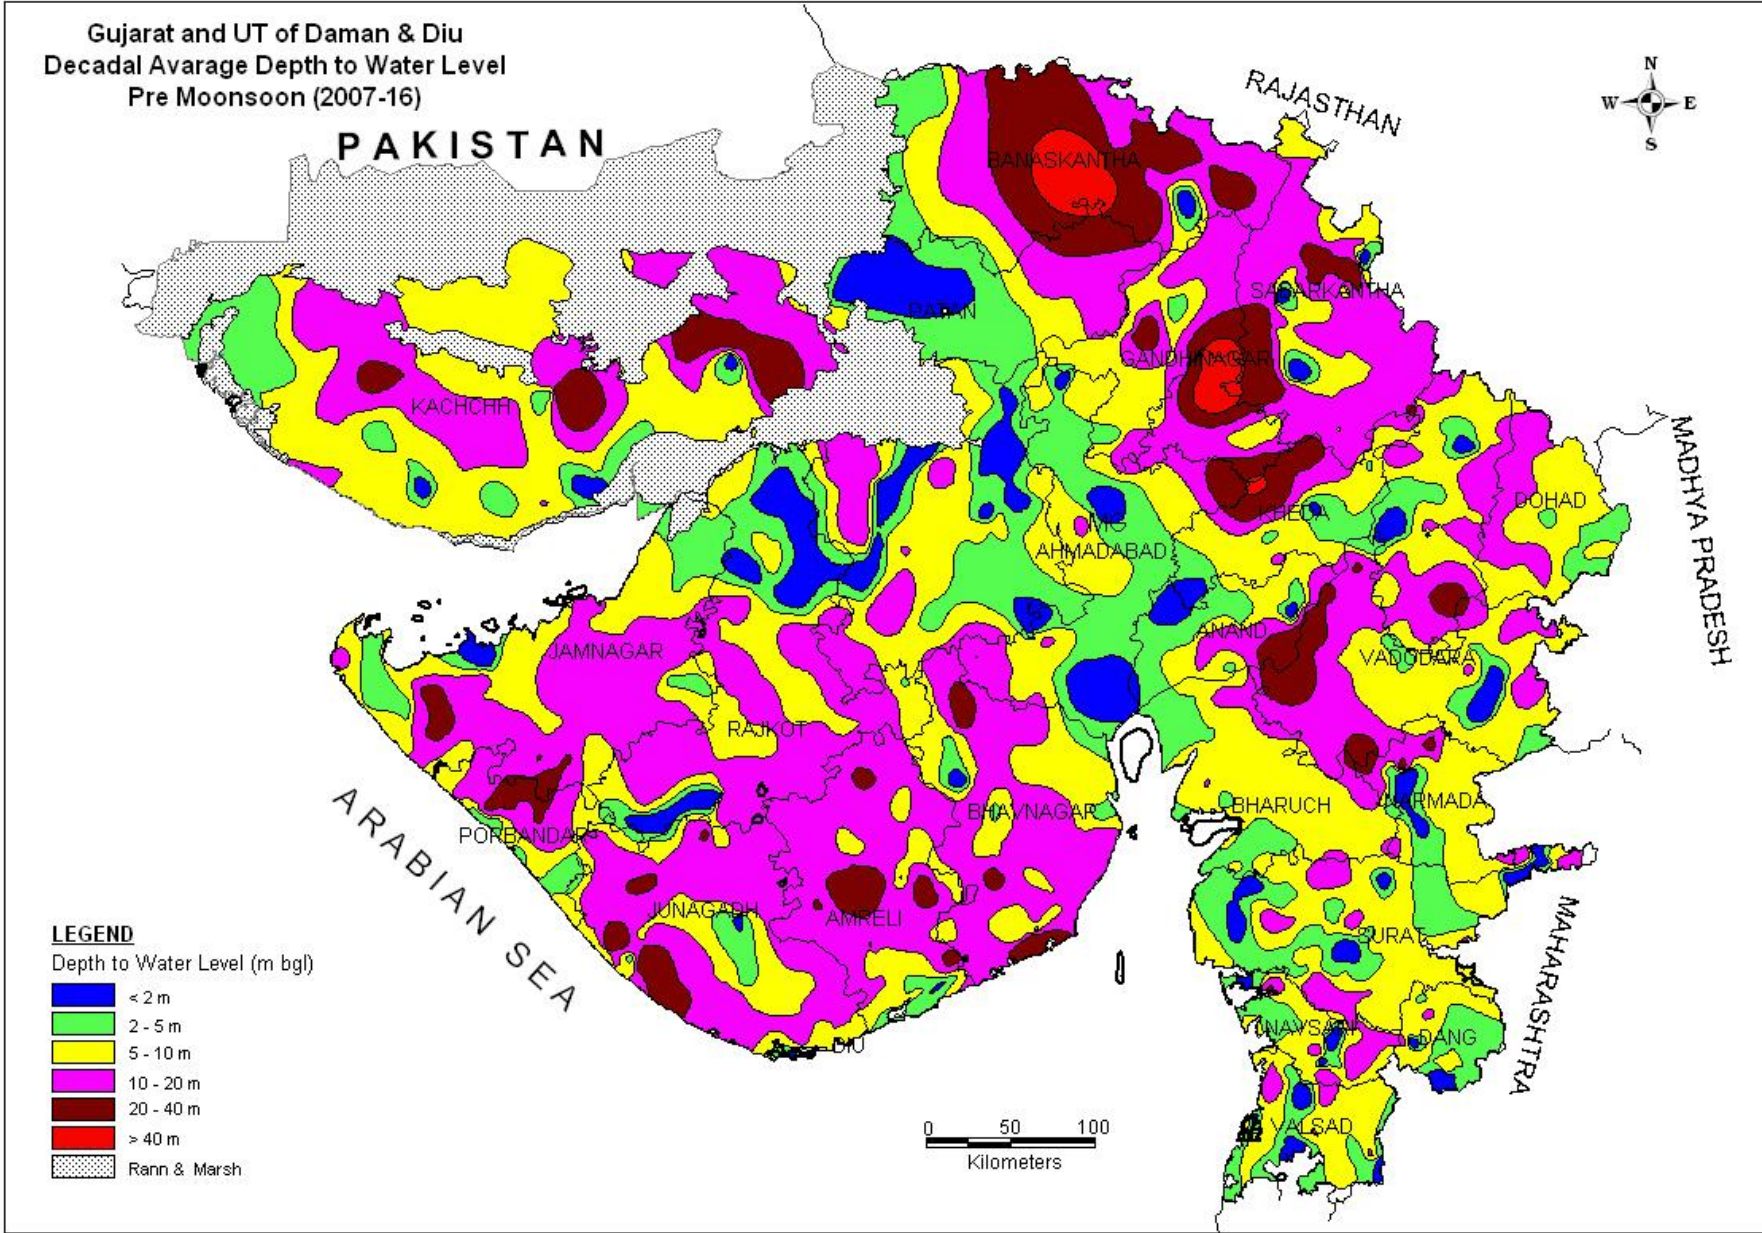 Gujarat and UT of Daman & Diu
Decadal Avarage Depth to Water Level
Pre Moonsoon (2007-16)
PAKISTAN
RAJASTHAN
N
W E
S
BANASKANTHA
SABARKANTHA
PATAN
GANDHINAGAR
KACHCHH
MADHYA PRADESH
DOHAD
KHEDA
MG
AHMADABAD
ANAND
JAMNAGAR
VADODARA
RAJKOT
NARMADA
BHARUCH
BHAVNAGAR
PORBANDAR
ARABIAN SEA
JUNAGADH
AMRELI
SURAT
MAHARASHTRA
NAVSARI
DANG
DIU
VALSAD
LEGEND
Depth to Water Level (m bgl)
< 2 m
2 - 5 m
5 - 10 m
10 - 20 m
20 - 40 m
> 40 m
Rann & Marsh
0 50 100
Kilometers